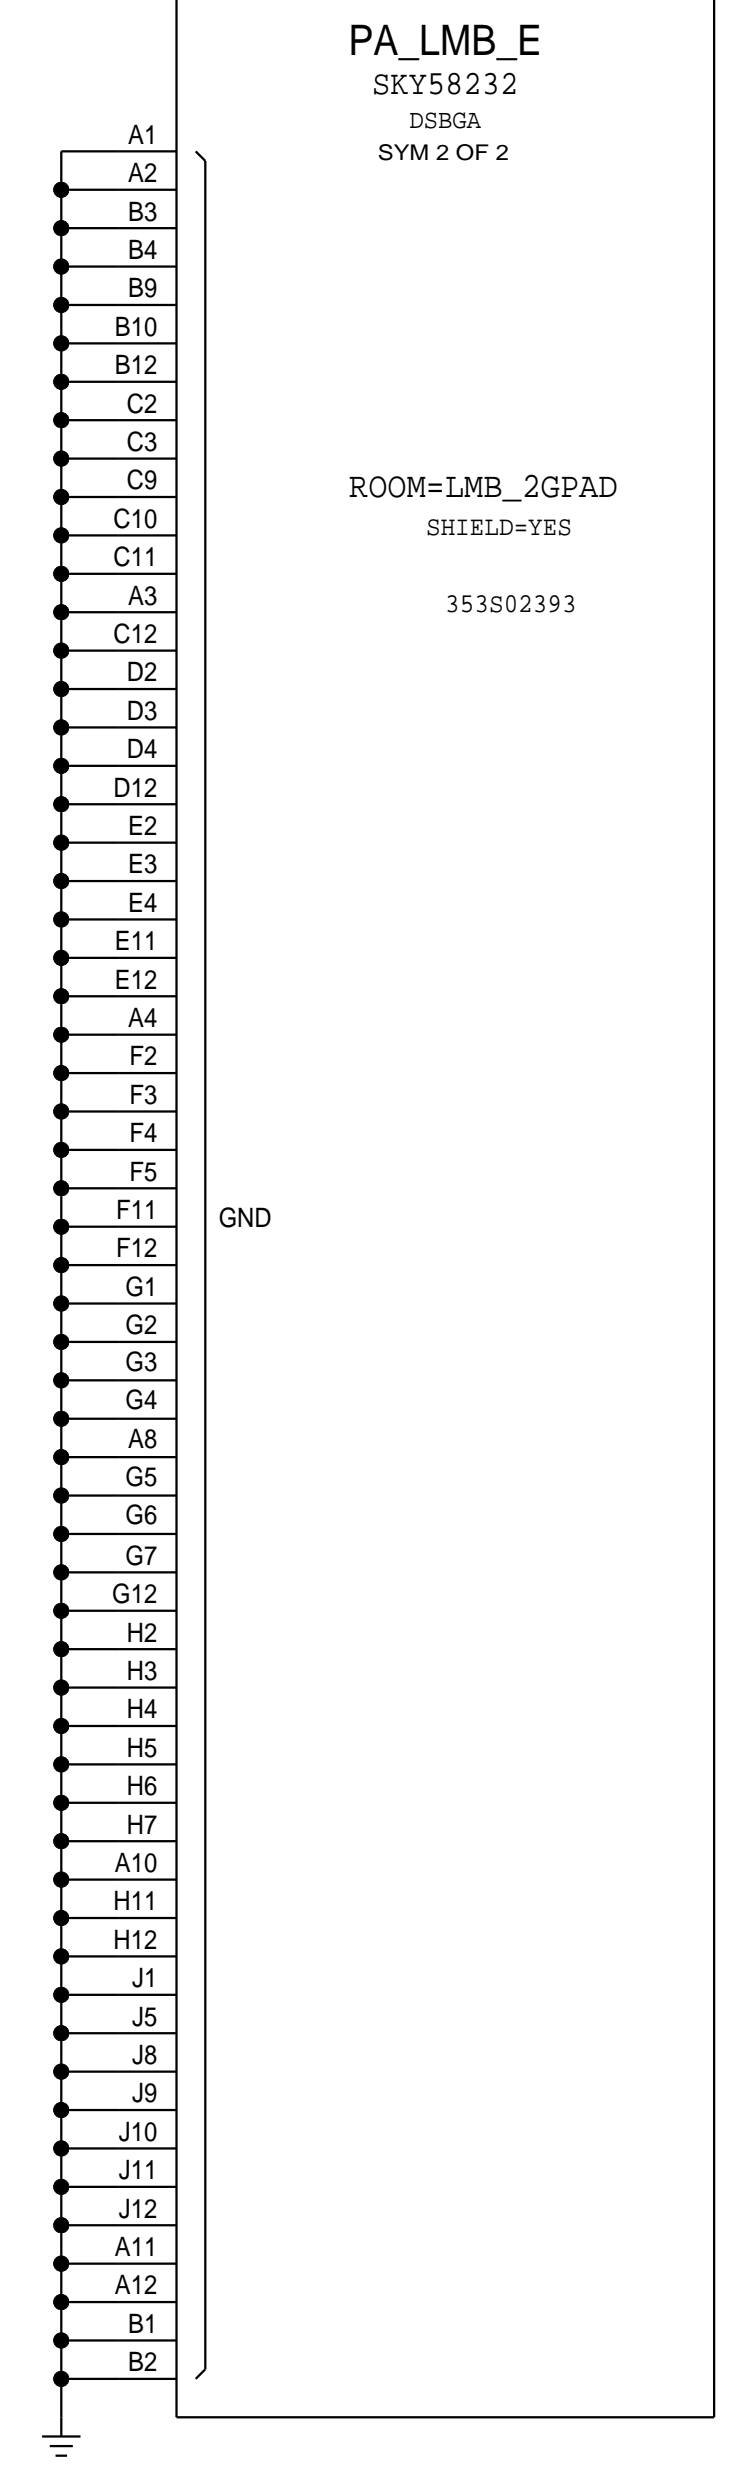 PA_LMB_E
SKY58232
DSBGA
SYM 2 OF 2
A1
A2
B3
B4
B9
B10
B12
C2
C3
C9
ROOM=LMB_2GPAD
C10
SHIELD=YES
C11
A3
353S02393
C12
D2
D3
D4
D12
E2
E3
E4
E11
E12
A4
F2
F3
F4
F5
F11
GND
F12
G1
G2
G3
G4
A8
G5
G6
G7
G12
H2
H3
H4
H5
H6
H7
A10
H11
H12
J1
J5
J8
J9
J10
J11
J12
A11
A12
B1
B2